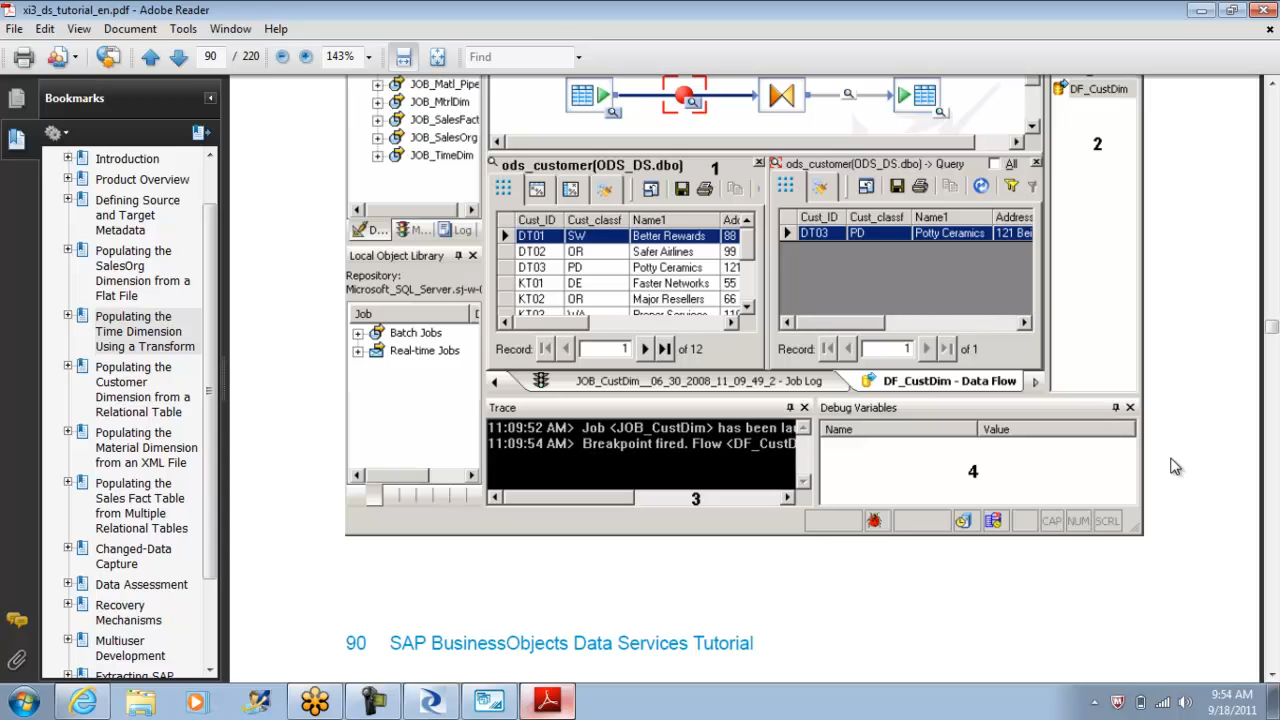 xi3_ds_tutorial_en.pdf - Adobe Reader
File Edit View Document Tools Window Help
90 / 220 143% Find
Bookmarks
Introduction
Product Overview
Defining Source
and Target
Metadata
Populating the
SalesOrg
Dimension from a
Flat File
Populating the
Time Dimension
Using a Transform
Populating the
Customer
Dimension from a
Relational Table
Populating the
Material Dimension
from an XML File
Populating the
Sales Fact Table
from Multiple
Relational Tables
Changed-Data
Capture
Data Assessment
Recovery
Mechanisms
Multiuser
Development
Extracting SAP
JOB_Matl_Pipe
JOB_MtrlDim
JOB_SalesFact
JOB_SalesOrg
JOB_TimeDim
D... M... Log
Local Object Library
Repository:
Microsoft_SQL_Server.sj-w-(
Job
Batch Jobs
Real-time Jobs
DF_CustDim
2
ods_customer(ODS_DS.dbo) 1
Cust_ID Cust_classf Name1
DT01 SW Better Rewards 88
DT02 OR Safer Airlines 99
DT03 PD Potty Ceramics 121
KT01 DE Faster Networks 55
KT02 OR Major Resellers 66
Record: 1 of 12
ods_customer(ODS_DS.dbo) -> Query All
Cust_ID Cust_classf Name1 Address
DT03 PD Potty Ceramics 121 Bei
Record: 1 of 1
JOB_CustDim__06_30_2008_11_09_49_2 - Job Log DF_CustDim - Data Flow
Trace
11:09:52 AM> Job <JOB_CustDim> has been lau
11:09:54 AM> Breakpoint fired. Flow <DF_CustD
3
Debug Variables
Name Value
4
CAP NUM SCRL
90 SAP BusinessObjects Data Services Tutorial
9:54 AM
9/18/2011